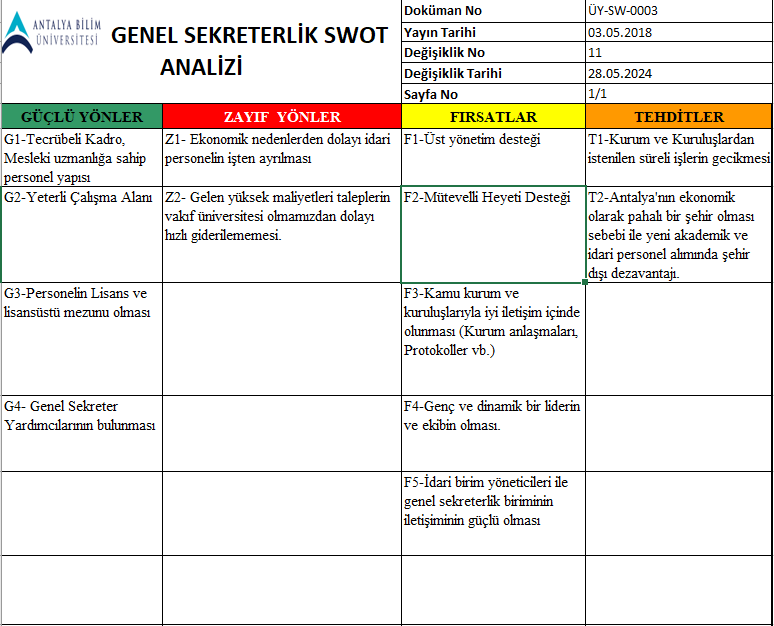 ANTALYA BİLİM
ÜNİVERSİTESİ
GENEL SEKRETERLİK SWOT
ANALİZİ
Doküman No ÜY-SW-0003
Yayın Tarihi 03.05.2018
Değişiklik No 11
Değişiklik Tarihi 28.05.2024
Sayfa No 1/1
GÜÇLÜ YÖNLER ZAYIF YÖNLER FIRSATLAR TEHDİTLER
G1-Tecrübeli Kadro,
Mesleki uzmanlığa sahip
personel yapısı
Z1- Ekonomik nedenlerden dolayı idari
personelin işten ayrılması
F1-Üst yönetim desteği
T1-Kurum ve Kuruluşlardan
istenilen süreli işlerin gecikmesi
G2-Yeterli Çalışma Alanı
Z2- Gelen yüksek maliyetleri taleplerin
vakıf üniversitesi olmamızdan dolayı
hızlı giderilememesi.
F2-Mütevelli Heyeti Desteği
T2-Antalya'nın ekonomik
olarak pahalı bir şehir olması
sebebi ile yeni akademik ve
idari personel alımında şehir
dışı dezavantajı.
G3-Personelin Lisans ve
lisansüstü mezunu olması
F3-Kamu kurum ve
kuruluşlarıyla iyi iletişim içinde
olunması (Kurum anlaşmaları,
Protokoller vb.)
G4- Genel Sekreter
Yardımcılarının bulunması
F4-Genç ve dinamik bir liderin
ve ekibin olması.
F5-İdari birim yöneticileri ile
genel sekreterlik biriminin
iletişiminin güçlü olması